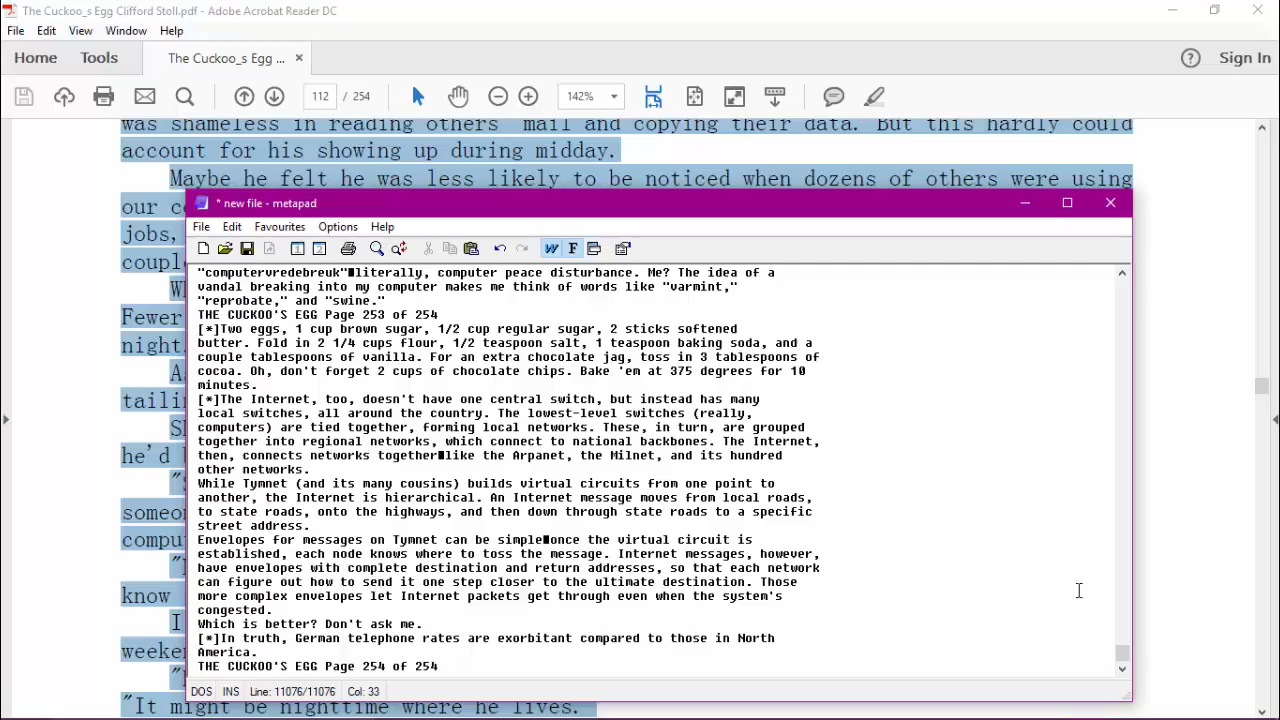 The Cuckoo_s Egg Clifford Stoll.pdf - Adobe Acrobat Reader DC
File Edit View Window Help
Home Tools The Cuckoo_s Egg ... × ? Sign In
112 / 254 142%
was shameless in reading others' mail and copying their data. But this hardly could
account for his showing up during midday.
Maybe he felt he was less likely to be noticed when dozens of others were using
our c
jobs,
couple
Fewer
night
tailin
he'd
someon
compu
know
weeke
"It might be nighttime where he lives.
* new file - metapad
File Edit Favourites Options Help
"computervredebreuk"■literally, computer peace disturbance. Me? The idea of a
vandal breaking into my computer makes me think of words like "varmint,"
"reprobate," and "swine."
THE CUCKOO'S EGG Page 253 of 254
[*]Two eggs, 1 cup brown sugar, 1/2 cup regular sugar, 2 sticks softened
butter. Fold in 2 1/4 cups flour, 1/2 teaspoon salt, 1 teaspoon baking soda, and a
couple tablespoons of vanilla. For an extra chocolate jag, toss in 3 tablespoons of
cocoa. Oh, don't forget 2 cups of chocolate chips. Bake 'em at 375 degrees for 10
minutes.
[*]The Internet, too, doesn't have one central switch, but instead has many
local switches, all around the country. The lowest-level switches (really,
computers) are tied together, forming local networks. These, in turn, are grouped
together into regional networks, which connect to national backbones. The Internet,
then, connects networks together■like the Arpanet, the Milnet, and its hundred
other networks.
While Tymnet (and its many cousins) builds virtual circuits from one point to
another, the Internet is hierarchical. An Internet message moves from local roads,
to state roads, onto the highways, and then down through state roads to a specific
street address.
Envelopes for messages on Tymnet can be simple■once the virtual circuit is
established, each node knows where to toss the message. Internet messages, however,
have envelopes with complete destination and return addresses, so that each network
can figure out how to send it one step closer to the ultimate destination. Those
more complex envelopes let Internet packets get through even when the system's
congested.
Which is better? Don't ask me.
[*]In truth, German telephone rates are exorbitant compared to those in North
America.
THE CUCKOO'S EGG Page 254 of 254
DOS INS Line: 11076/11076 Col: 33